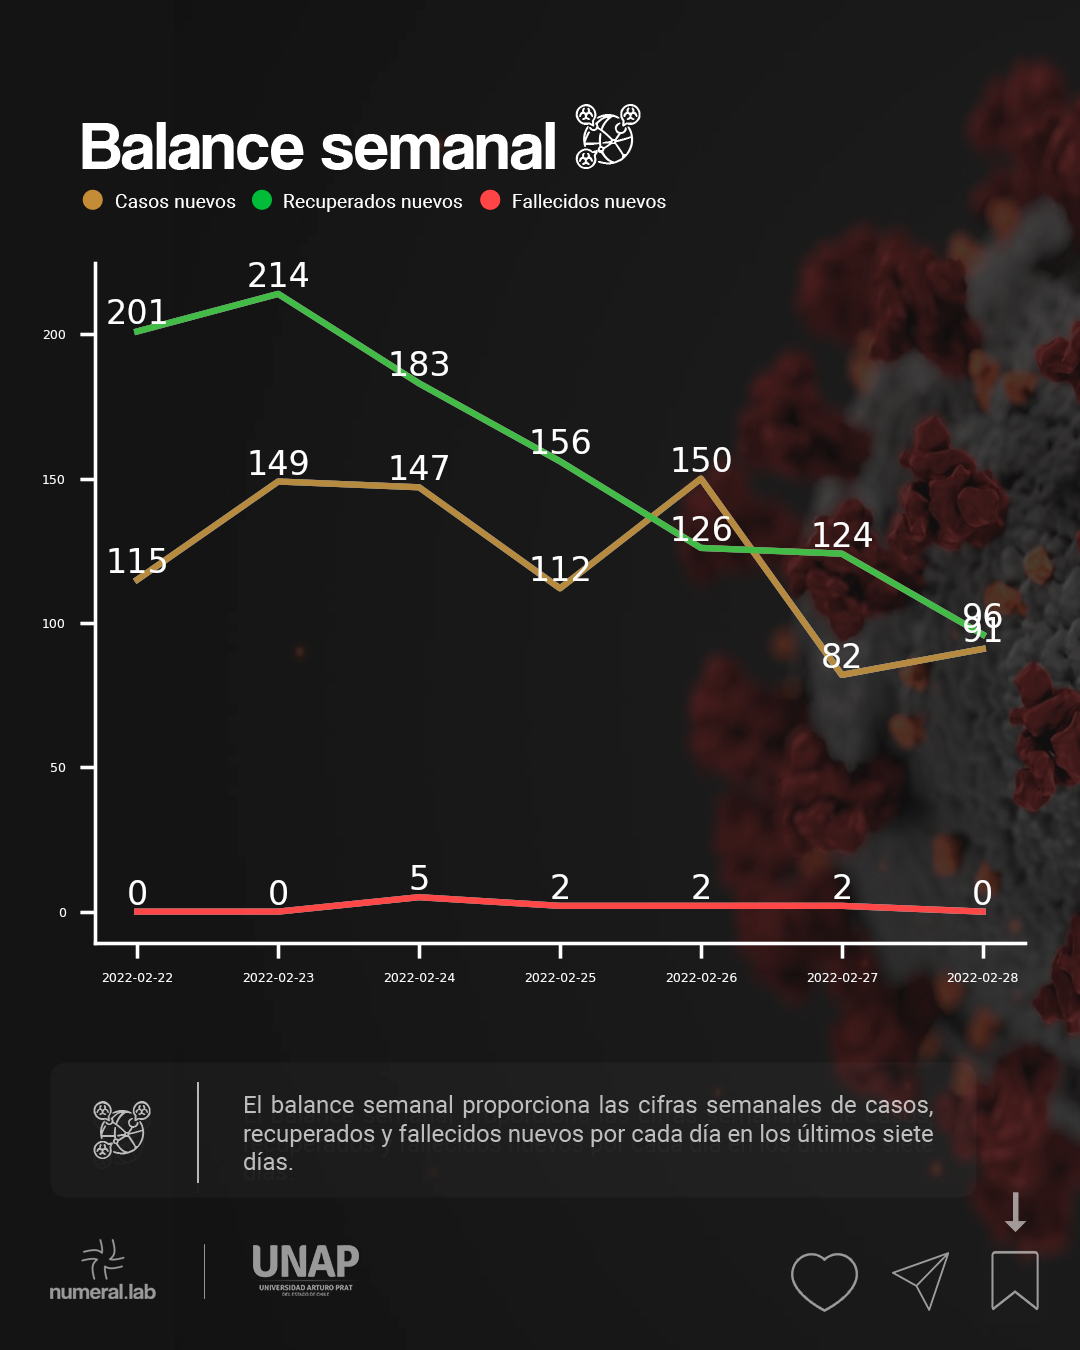 Balance semanal
Casos nuevos Recuperados nuevos Fallecidos nuevos
214
201
200
183
156
150
149
147
150
126
124
115
112
100
96
91
82
50
5
0 0 2 2 2 0
0
2022-02-22 2022-02-23 2022-02-24 2022-02-25 2022-02-26 2022-02-27 2022-02-28
El balance semanal proporciona las cifras semanales de casos,
recuperados y fallecidos nuevos por cada día en los últimos siete
días.
numeral.lab
UNAP
UNIVERSIDAD ARTURO PRAT
DEL ESTADO DE CHILE